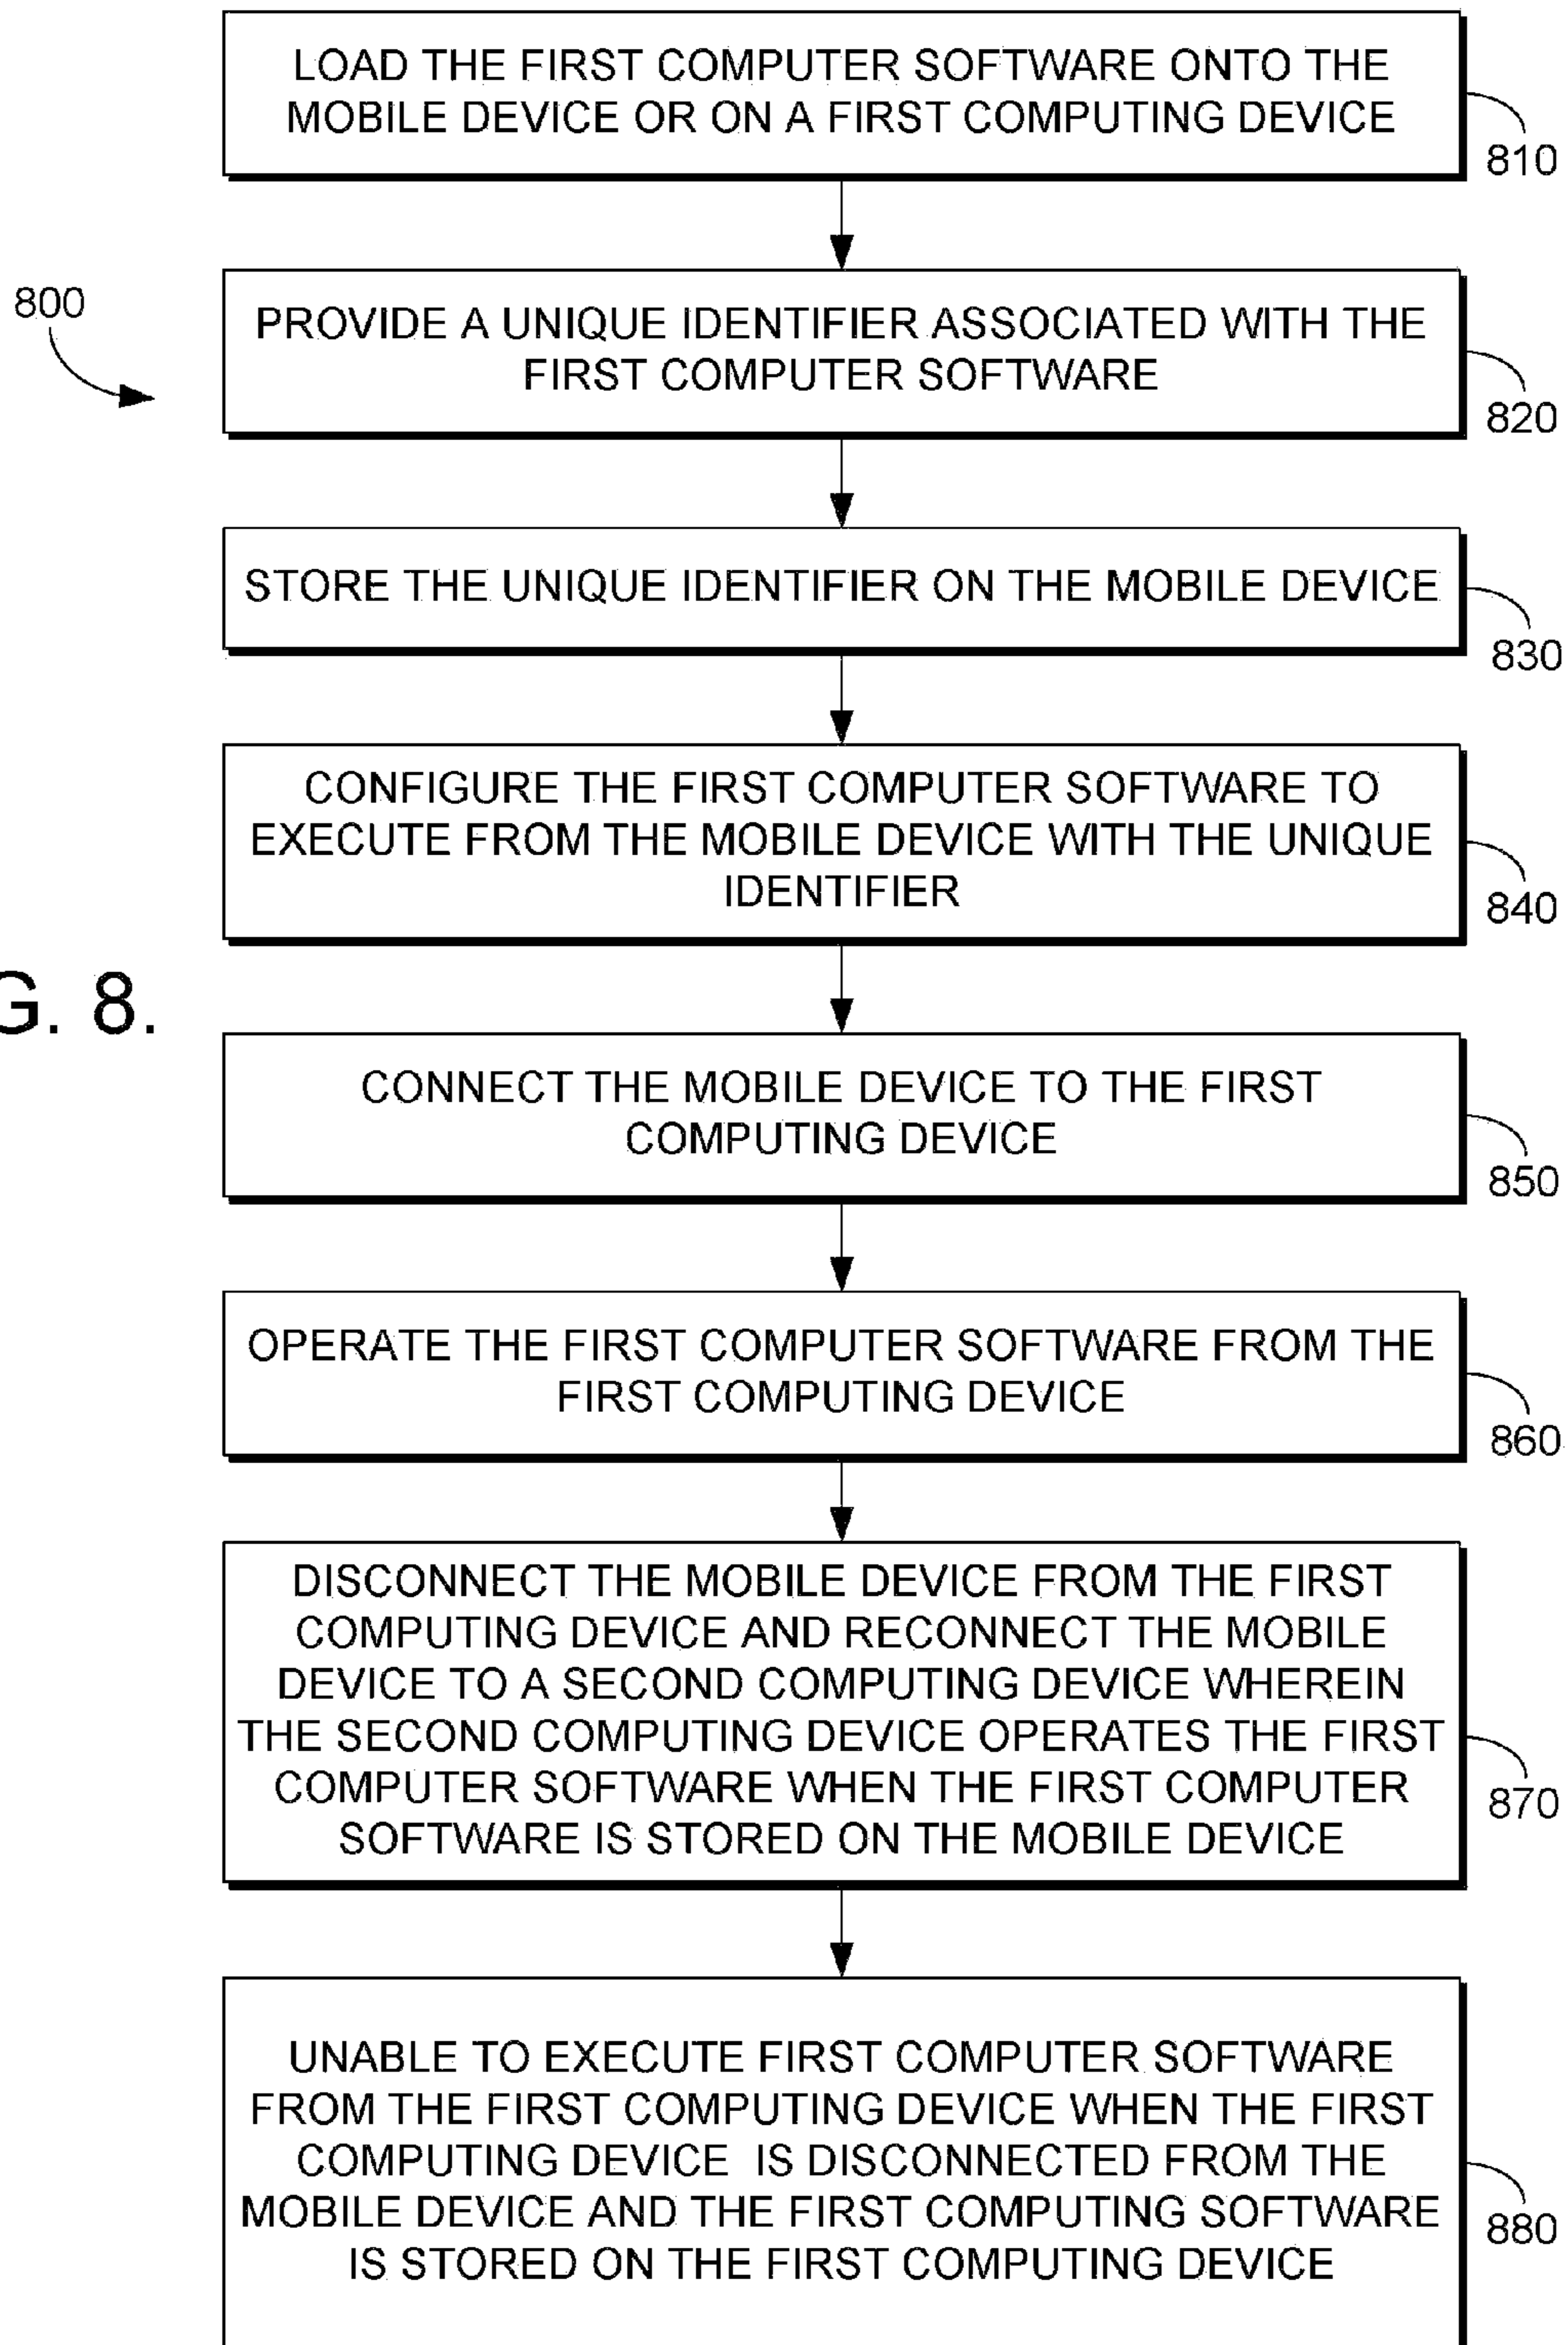 LOAD THE FIRST COMPUTER SOFTWARE ONTO THE
MOBILE DEVICE OR ON A FIRST COMPUTING DEVICE
810
800
PROVIDE A UNIQUE IDENTIFIER ASSOCIATED WITH THE
FIRST COMPUTER SOFTWARE
820
STORE THE UNIQUE IDENTIFIER ON THE MOBILE DEVICE
830
CONFIGURE THE FIRST COMPUTER SOFTWARE TO
EXECUTE FROM THE MOBILE DEVICE WITH THE UNIQUE
IDENTIFIER
840
G. 8.
CONNECT THE MOBILE DEVICE TO THE FIRST
COMPUTING DEVICE
850
OPERATE THE FIRST COMPUTER SOFTWARE FROM THE
FIRST COMPUTING DEVICE
860
DISCONNECT THE MOBILE DEVICE FROM THE FIRST
COMPUTING DEVICE AND RECONNECT THE MOBILE
DEVICE TO A SECOND COMPUTING DEVICE WHEREIN
THE SECOND COMPUTING DEVICE OPERATES THE FIRST
COMPUTER SOFTWARE WHEN THE FIRST COMPUTER
SOFTWARE IS STORED ON THE MOBILE DEVICE
870
UNABLE TO EXECUTE FIRST COMPUTER SOFTWARE
FROM THE FIRST COMPUTING DEVICE WHEN THE FIRST
COMPUTING DEVICE IS DISCONNECTED FROM THE
MOBILE DEVICE AND THE FIRST COMPUTING SOFTWARE
IS STORED ON THE FIRST COMPUTING DEVICE
880